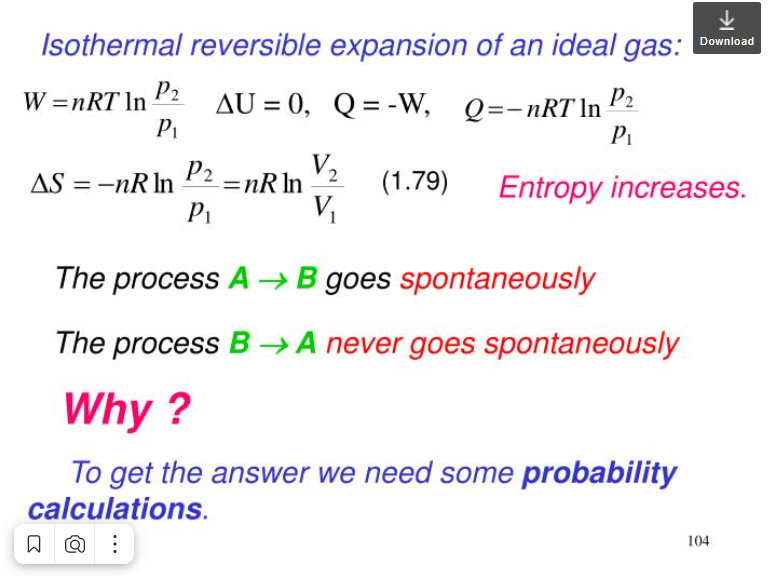 Download
Isothermal reversible expansion of an ideal gas:
W = nRT ln p₂/p₁ ΔU = 0, Q = -W, Q = − nRT ln p₂/p₁
ΔS = −nR ln p₂/p₁ = nR ln V₂/V₁ (1.79) Entropy increases.
The process A → B goes spontaneously
The process B → A never goes spontaneously
Why ?
To get the answer we need some probability
calculations.
104